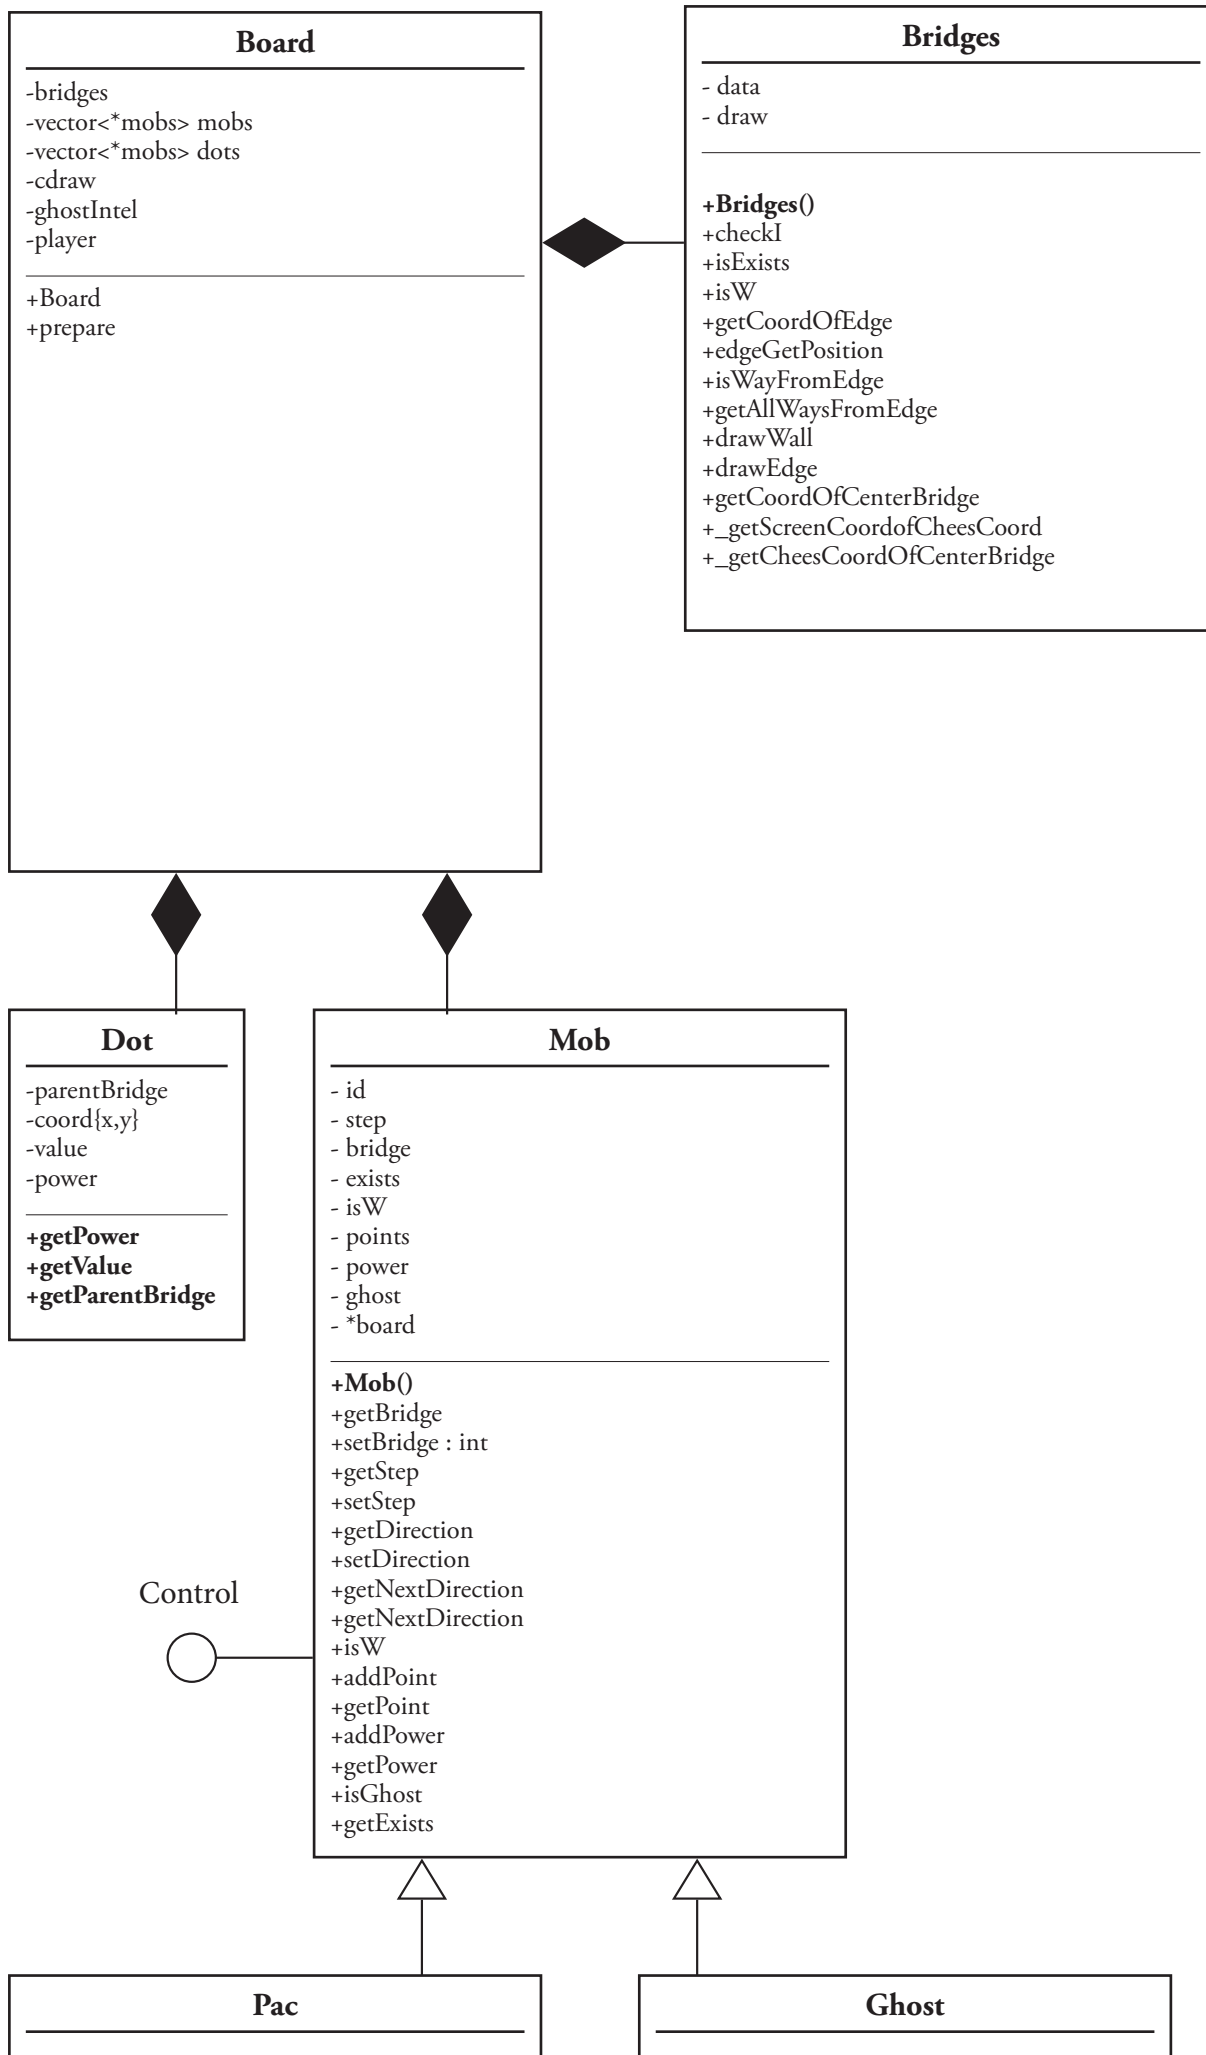 Board
-bridges
-vector<*mobs> mobs
-vector<*mobs> dots
-cdraw
-ghostIntel
-player
+Board
+prepare
Bridges
- data
- draw
+Bridges()
+checkI
+isExists
+isW
+getCoordOfEdge
+edgeGetPosition
+isWayFromEdge
+getAllWaysFromEdge
+drawWall
+drawEdge
+getCoordOfCenterBridge
+_getScreenCoordofCheesCoord
+_getCheesCoordOfCenterBridge
Dot
-parentBridge
-coord{x,y}
-value
-power
+getPower
+getValue
+getParentBridge
Mob
- id
- step
- bridge
- exists
- isW
- points
- power
- ghost
- *board
+Mob()
+getBridge
+setBridge : int
+getStep
+setStep
+getDirection
+setDirection
+getNextDirection
+getNextDirection
+isW
+addPoint
+getPoint
+addPower
+getPower
+isGhost
+getExists
Control
Pac
Ghost